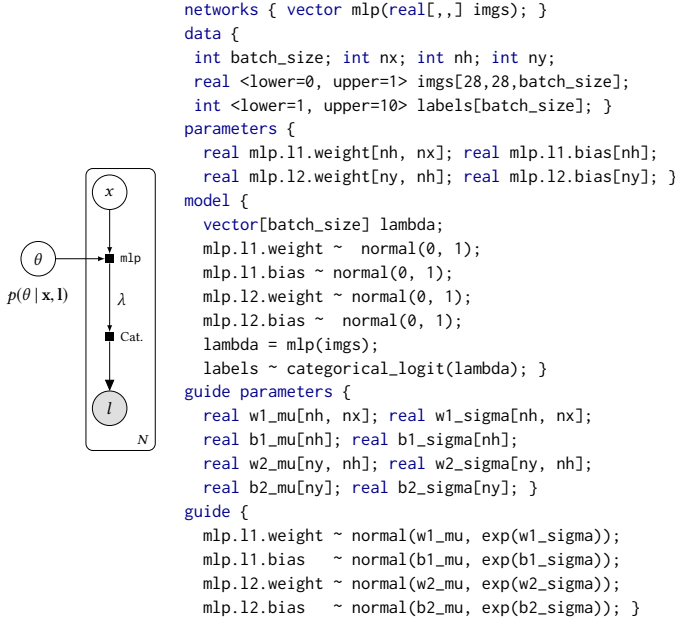 x
θ
mlp
p(θ | x, l)
λ
Cat.
l
N
networks { vector mlp(real[,,] imgs); }
data {
int batch_size; int nx; int nh; int ny;
real <lower=0, upper=1> imgs[28,28,batch_size];
int <lower=1, upper=10> labels[batch_size]; }
parameters {
real mlp.l1.weight[nh, nx]; real mlp.l1.bias[nh];
real mlp.l2.weight[ny, nh]; real mlp.l2.bias[ny]; }
model {
vector[batch_size] lambda;
mlp.l1.weight ~  normal(0, 1);
mlp.l1.bias ~ normal(0, 1);
mlp.l2.weight ~ normal(0, 1);
mlp.l2.bias ~  normal(0, 1);
lambda = mlp(imgs);
labels ~ categorical_logit(lambda); }
guide parameters {
real w1_mu[nh, nx]; real w1_sigma[nh, nx];
real b1_mu[nh]; real b1_sigma[nh];
real w2_mu[ny, nh]; real w2_sigma[ny, nh];
real b2_mu[ny]; real b2_sigma[ny]; }
guide {
mlp.l1.weight ~ normal(w1_mu, exp(w1_sigma));
mlp.l1.bias   ~ normal(b1_mu, exp(b1_sigma));
mlp.l2.weight ~ normal(w2_mu, exp(w2_sigma));
mlp.l2.bias   ~ normal(b2_mu, exp(b2_sigma)); }